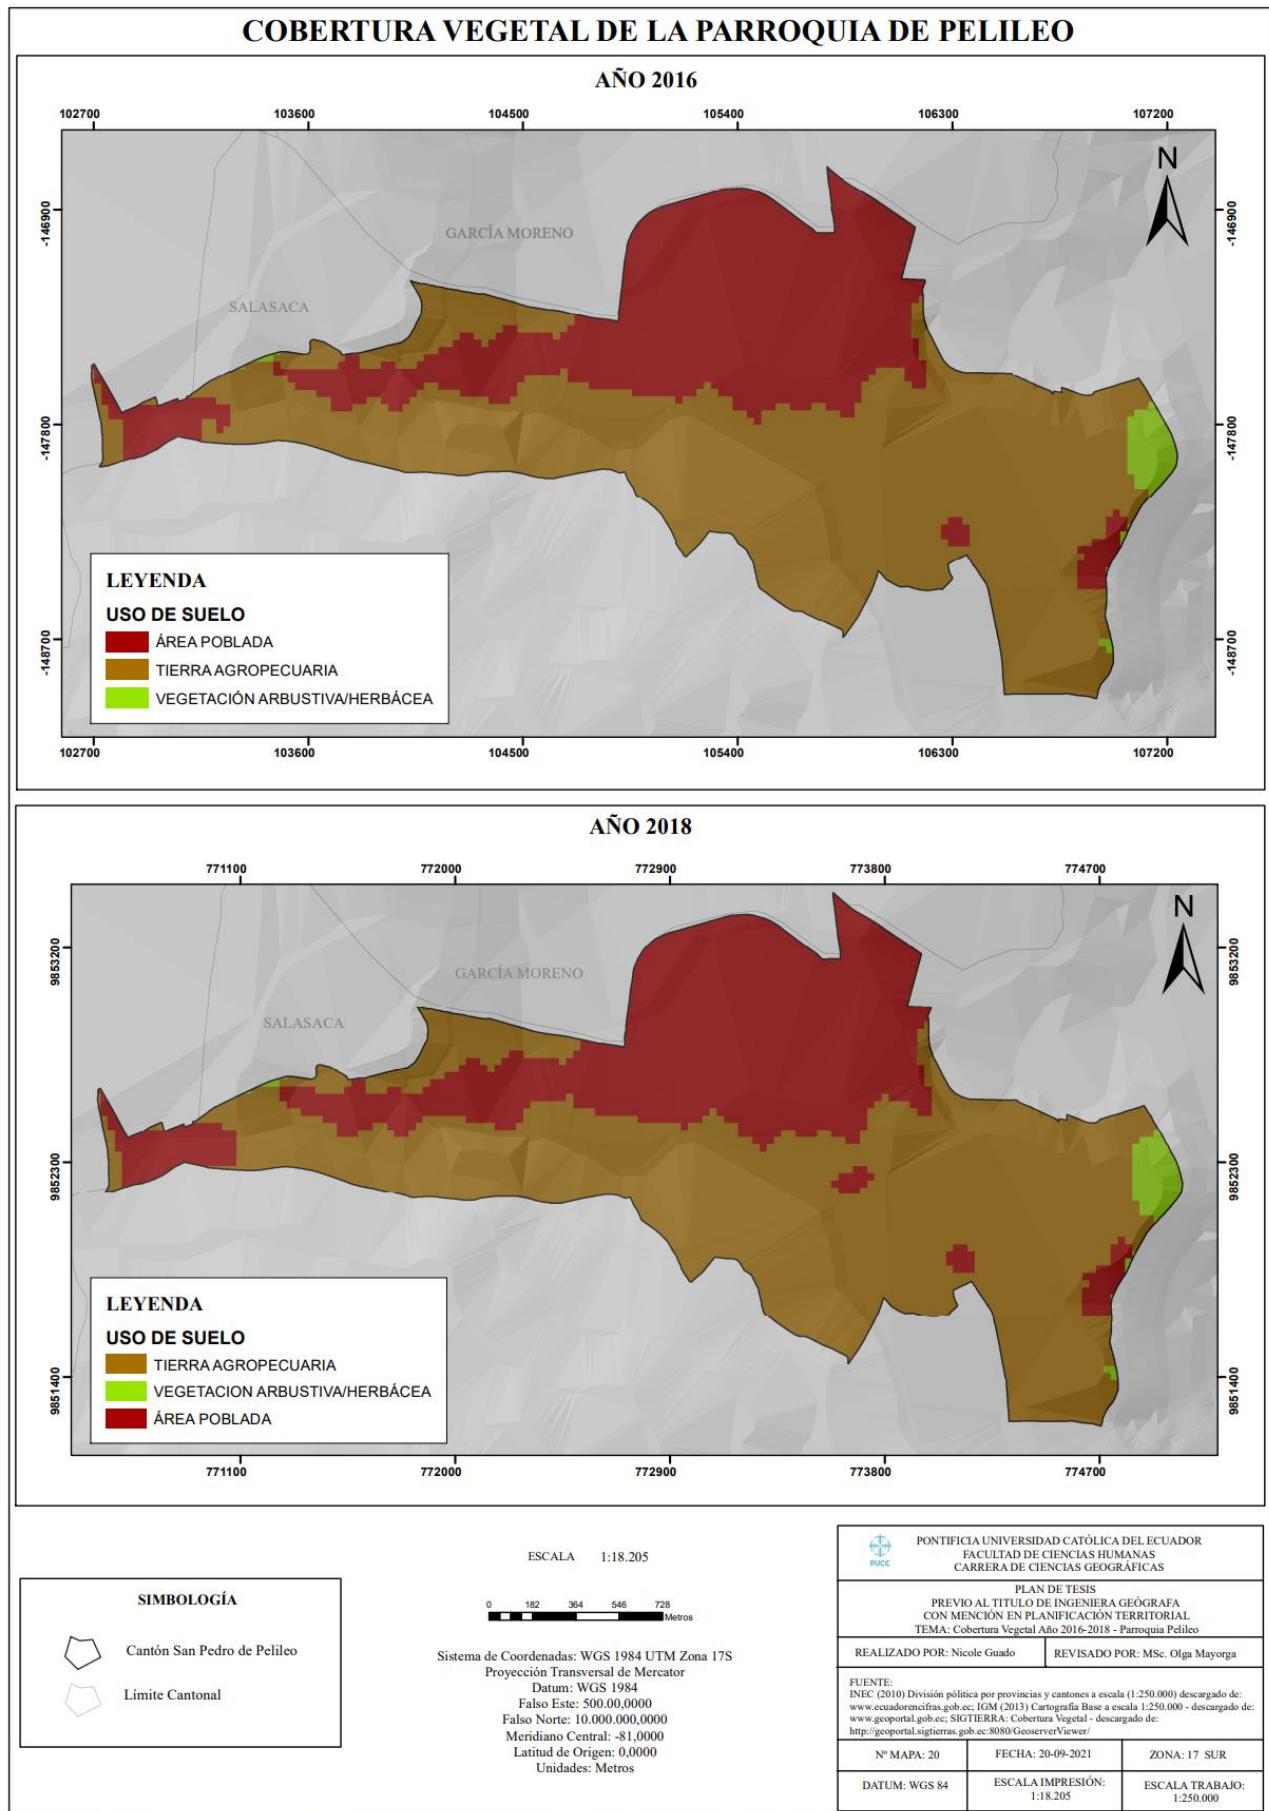 COBERTURA VEGETAL DE LA PARROQUIA DE PELILEO
AÑO 2016
102700 103600 104500 105400 106300 107200
-146900 -146900
-147800 -147800
-148700 -148700
N
GARCÍA MORENO
SALASACA
LEYENDA
USO DE SUELO
ÁREA POBLADA
TIERRA AGROPECUARIA
VEGETACIÓN ARBUSTIVA/HERBÁCEA
102700 103600 104500 105400 106300 107200
AÑO 2018
771100 772000 772900 773800 774700
9853200 9853200
9852300 9852300
9851400 9851400
N
GARCÍA MORENO
SALASACA
LEYENDA
USO DE SUELO
TIERRA AGROPECUARIA
VEGETACION ARBUSTIVA/HERBÁCEA
ÁREA POBLADA
771100 772000 772900 773800 774700
SIMBOLOGÍA
Cantón San Pedro de Pelileo
Límite Cantonal
ESCALA 1:18.205
0 182 364 546 728
Metros
Sistema de Coordenadas: WGS 1984 UTM Zona 17S
Proyección Transversal de Mercator
Datum: WGS 1984
Falso Este: 500.00,0000
Falso Norte: 10.000.000,0000
Meridiano Central: -81,0000
Latitud de Origen: 0,0000
Unidades: Metros
PUCE
PONTIFICIA UNIVERSIDAD CATÓLICA DEL ECUADOR
FACULTAD DE CIENCIAS HUMANAS
CARRERA DE CIENCIAS GEOGRÁFICAS
PLAN DE TESIS
PREVIO AL TITULO DE INGENIERA GEÓGRAFA
CON MENCIÓN EN PLANIFICACIÓN TERRITORIAL
TEMA: Cobertura Vegetal Año 2016-2018 - Parroquia Pelileo
REALIZADO POR: Nicole Guado REVISADO POR: MSc. Olga Mayorga
FUENTE:
INEC (2010) División pólitica por provincias y cantones a escala (1:250.000) descargado de:
www.ecuadorencifras.gob.ec; IGM (2013) Cartografía Base a escala 1:250.000 - descargado de:
www.geoportal.gob.ec; SIGTIERRA: Cobertura Vegetal - descargado de:
http://geoportal.sigtierras.gob.ec:8080/GeoserverViewer/
Nº MAPA: 20 FECHA: 20-09-2021 ZONA: 17 SUR
DATUM: WGS 84 ESCALA IMPRESIÓN: 1:18.205 ESCALA TRABAJO: 1:250.000